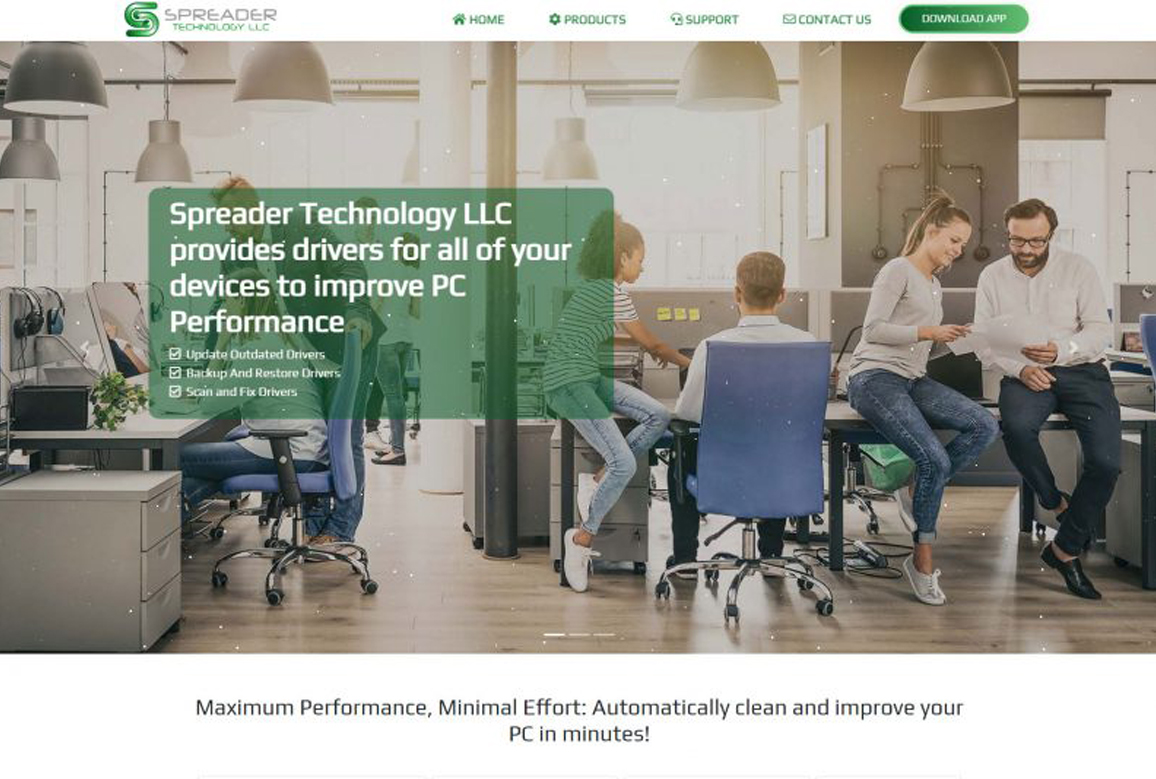 SPREADER
TECHNOLOGY LLC
HOME
PRODUCTS
SUPPORT
CONTACT US
DOWNLOAD APP
Spreader Technology LLC
provides drivers for all of your
devices to improve PC
Performance
Update Outdated Drivers
Backup And Restore Drivers
Scan and Fix Drivers
Maximum Performance, Minimal Effort: Automatically clean and improve your
PC in minutes!